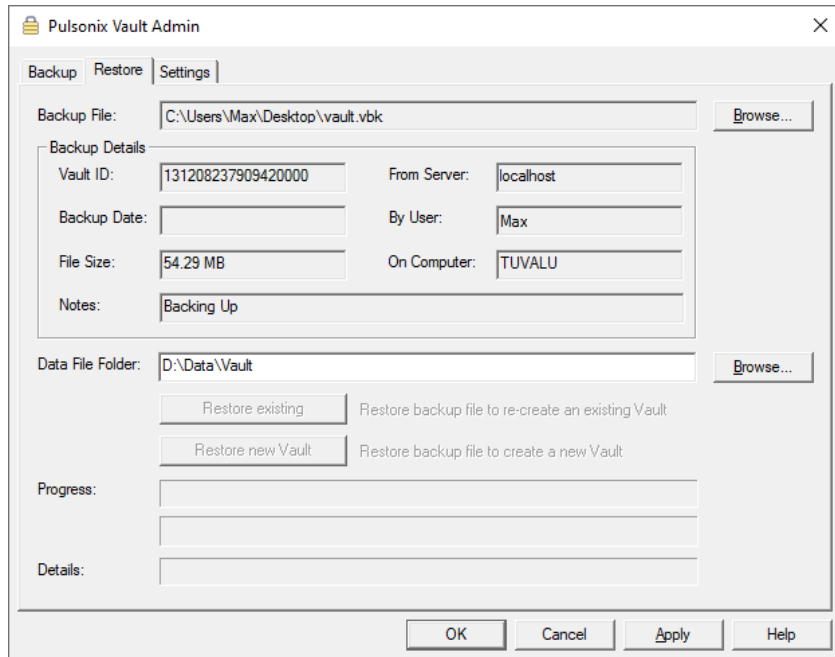 Pulsonix Vault Admin
Backup Restore Settings
Backup File: C:\Users\Max\Desktop\vault.vbk Browse...
Backup Details
Vault ID: 131208237909420000 From Server: localhost
Backup Date: By User: Max
File Size: 54.29 MB On Computer: TUVALU
Notes: Backing Up
Data File Folder: D:\Data\Vault Browse...
Restore existing Restore backup file to re-create an existing Vault
Restore new Vault Restore backup file to create a new Vault
Progress:
Details:
OK Cancel Apply Help